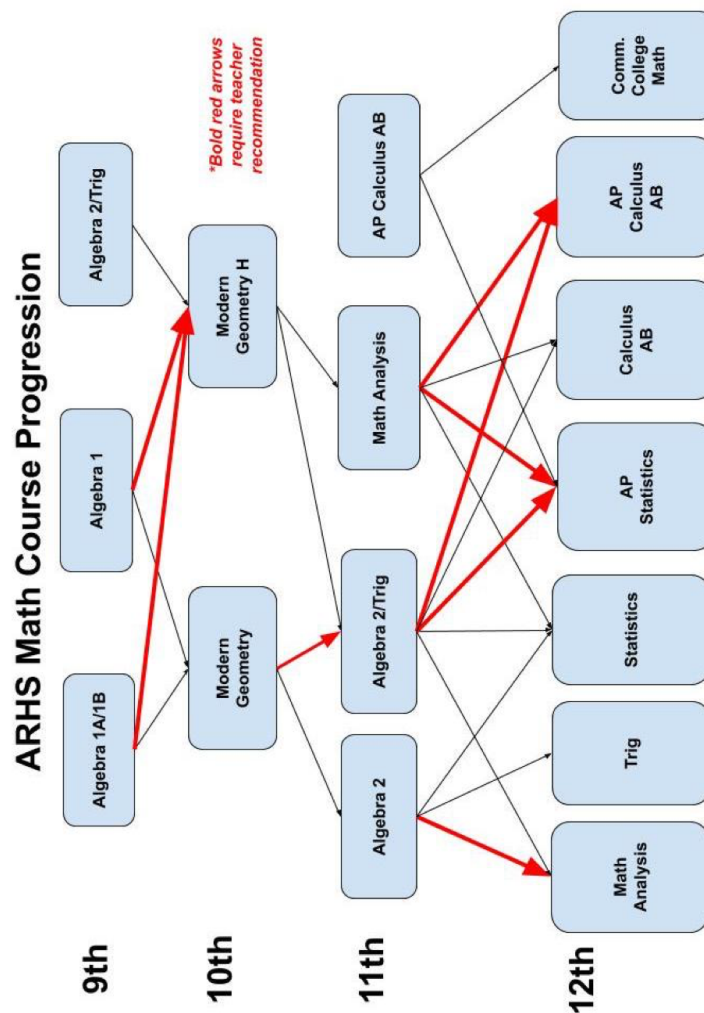 ARHS Math Course Progression
9th
Algebra 1A/1B
Algebra 1
Algebra 2/Trig
10th
Modern
Geometry
Modern
Geometry H
*Bold red arrows
require teacher
recommendation
11th
Algebra 2
Algebra 2/Trig
Math Analysis
AP Calculus AB
12th
Math
Analysis
Trig
Statistics
AP
Statistics
Calculus
AB
AP
Calculus
AB
Comm.
College
Math